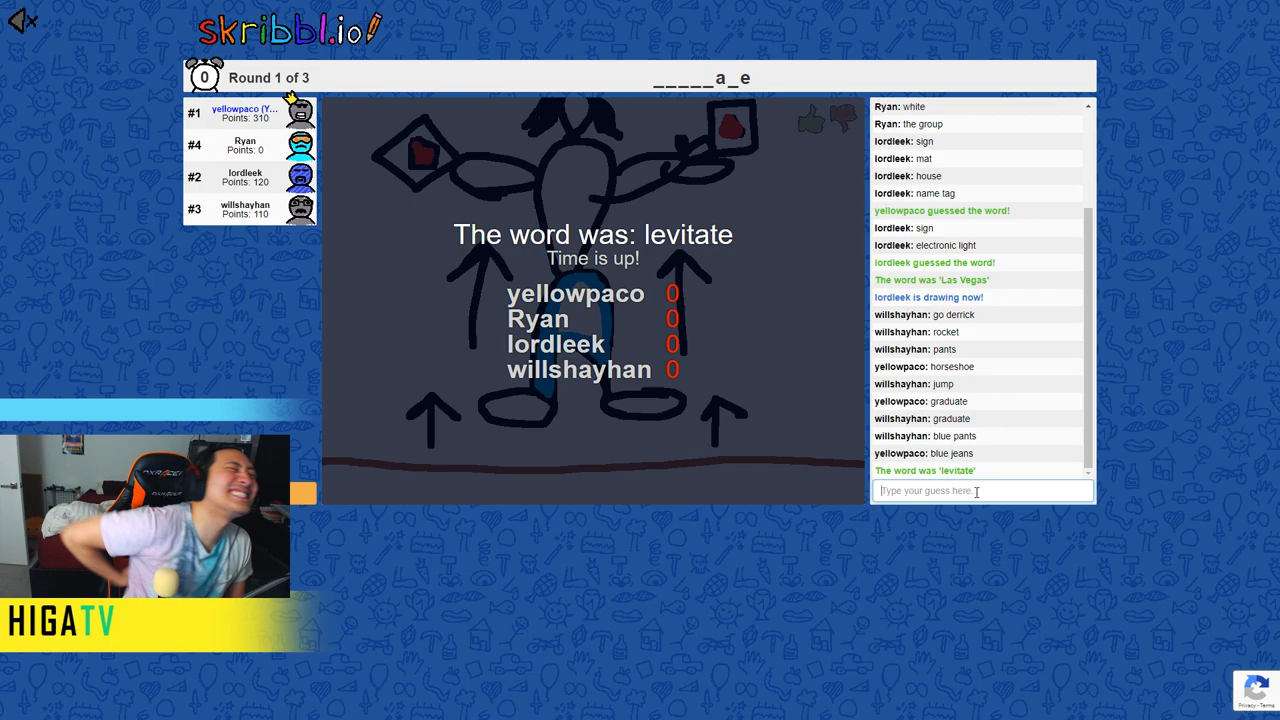 skribbl.io!
0
Round 1 of 3
_____a_e
#1
yellowpaco (Y...
Points: 310
#4
Ryan
Points: 0
#2
lordleek
Points: 120
#3
willshayhan
Points: 110
The word was: levitate
Time is up!
yellowpaco 0
Ryan 0
lordleek 0
willshayhan 0
Ryan: white
Ryan: the group
lordleek: sign
lordleek: mat
lordleek: house
lordleek: name tag
yellowpaco guessed the word!
lordleek: sign
lordleek: electronic light
lordleek guessed the word!
The word was 'Las Vegas'
lordleek is drawing now!
willshayhan: go derrick
willshayhan: rocket
willshayhan: pants
yellowpaco: horseshoe
willshayhan: jump
yellowpaco: graduate
willshayhan: graduate
willshayhan: blue pants
yellowpaco: blue jeans
The word was 'levitate'
Type your guess here...
DXRACER
HIGATV
Privacy - Terms